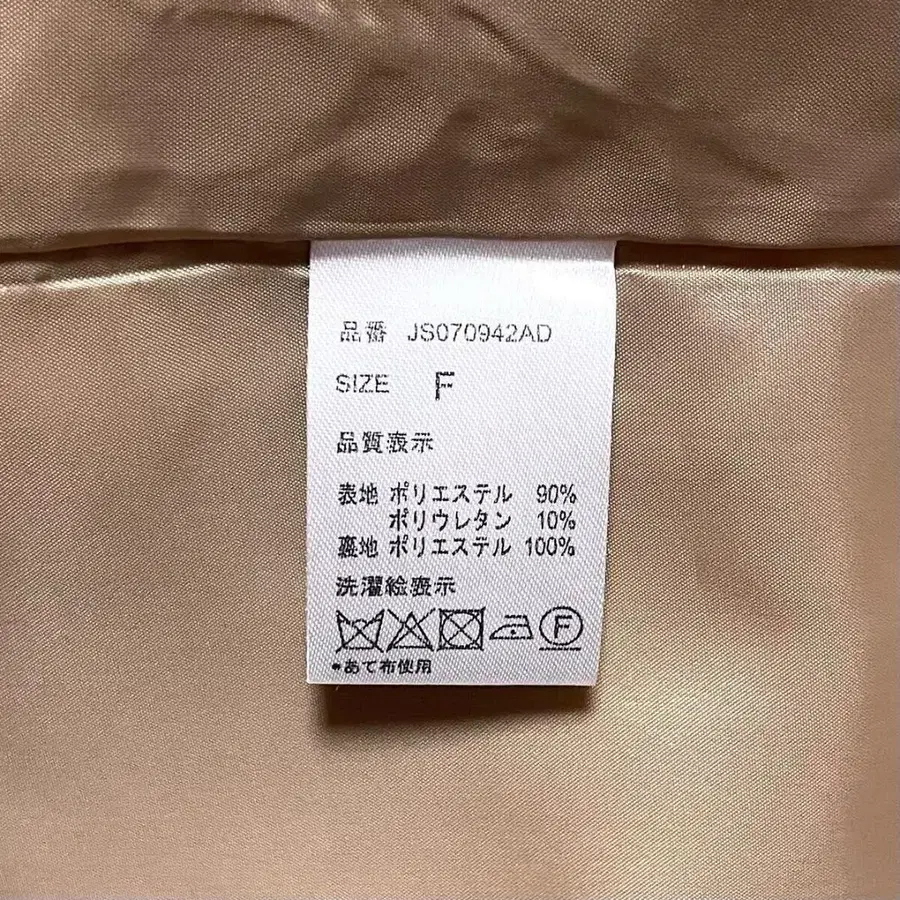 品番 JS070942AD
SIZE F
品質表示
表地 ポリエステル 90%
ポリウレタン 10%
裏地 ポリエステル 100%
洗濯絵表示
F
*あて布使用